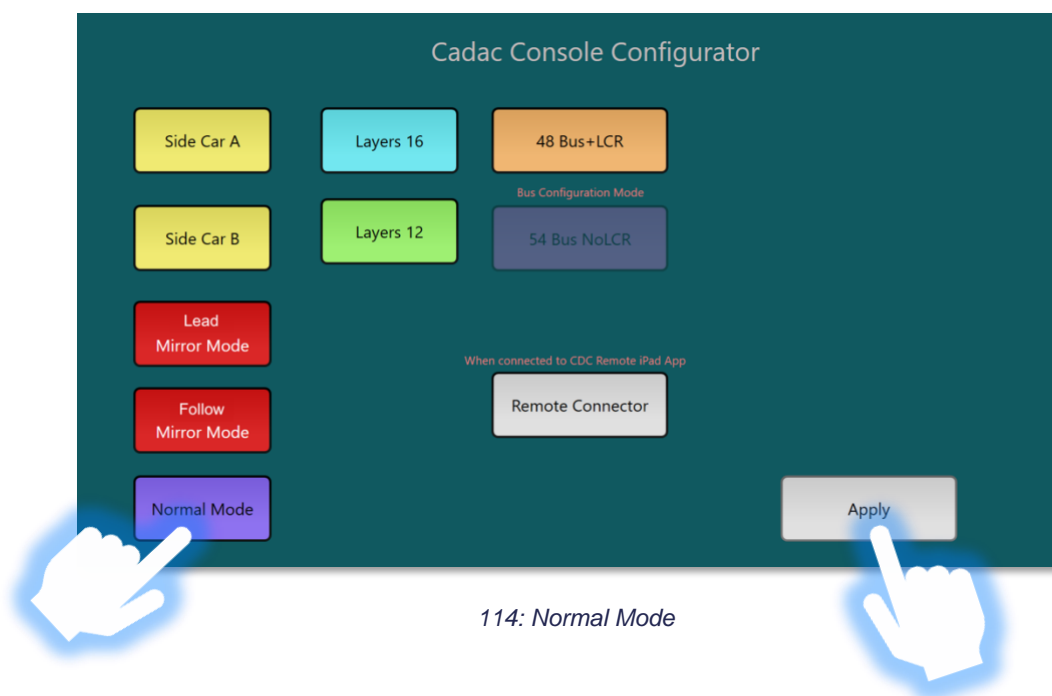 Cadac Console Configurator
Side Car A
Layers 16
48 Bus+LCR
Bus Configuration Mode
Side Car B
Layers 12
54 Bus NoLCR
Lead
Mirror Mode
When connected to CDC Remote iPad App
Remote Connector
Follow
Mirror Mode
Normal Mode
Apply
114: Normal Mode